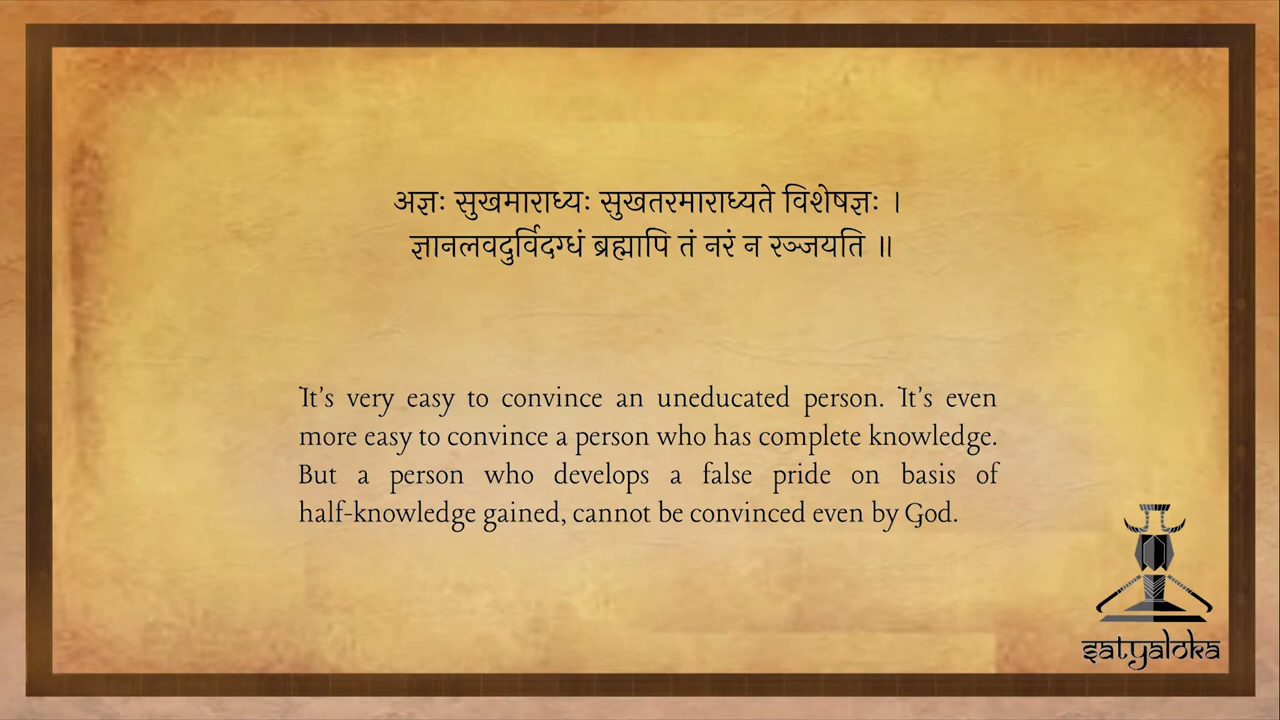 अज्ञः सुखमाराध्यः सुखतरमाराध्यते विशेषज्ञः ।
ज्ञानलवदुर्विदग्धं ब्रह्मापि तं नरं न रञ्जयति ॥
It's very easy to convince an uneducated person. It's even
more easy to convince a person who has complete knowledge.
But a person who develops a false pride on basis of
half-knowledge gained, cannot be convinced even by God.
satyaloka